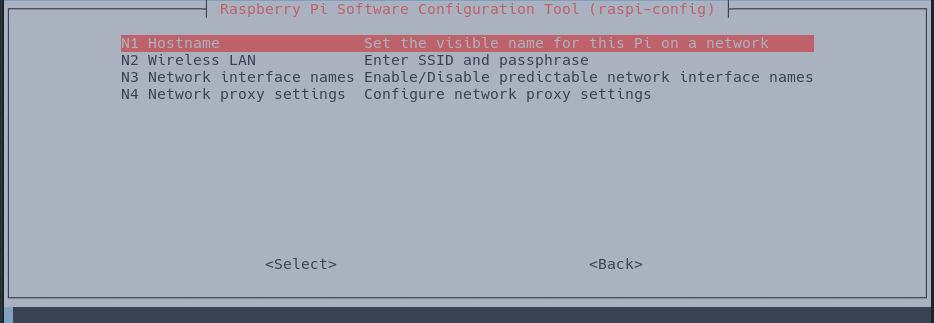 Raspberry Pi Software Configuration Tool (raspi-config)
N1 Hostname Set the visible name for this Pi on a network
N2 Wireless LAN Enter SSID and passphrase
N3 Network interface names Enable/Disable predictable network interface names
N4 Network proxy settings Configure network proxy settings
<Select> <Back>